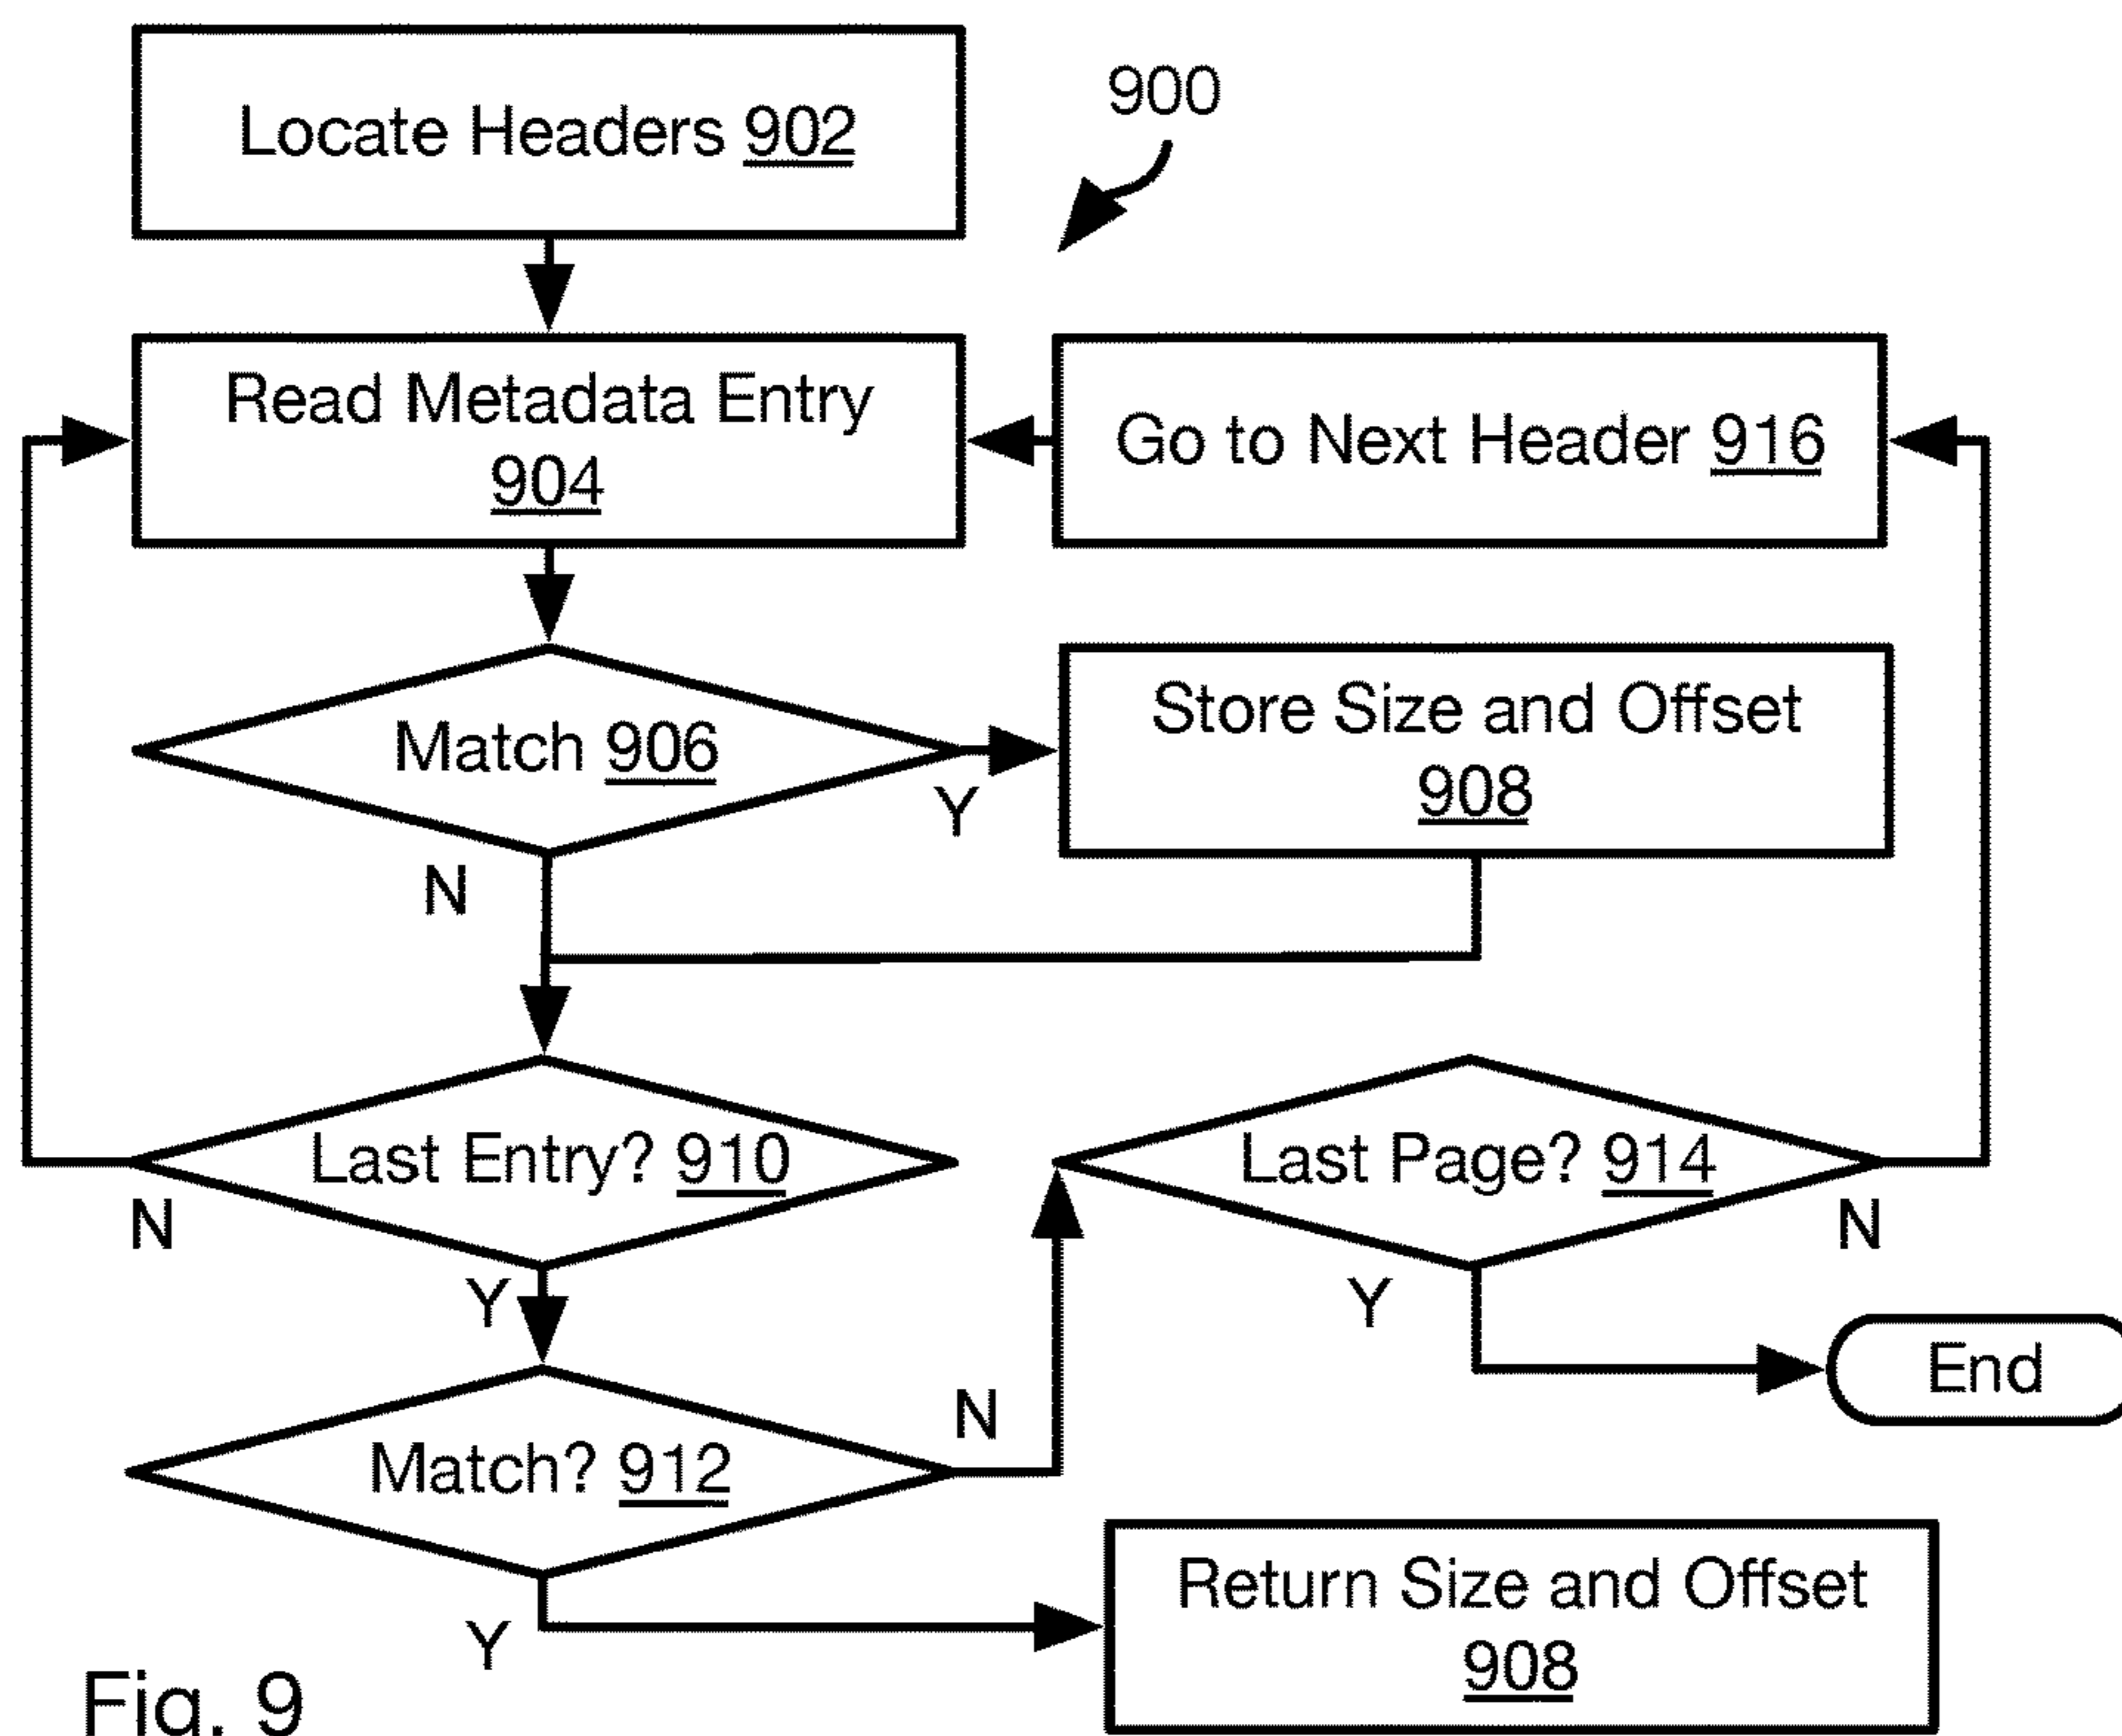 Locate Headers 902
900
Read Metadata Entry
904
Go to Next Header 916
Match 906
Y
N
Store Size and Offset
908
Last Entry? 910
N
Y
Last Page? 914
N
Y
End
Match? 912
N
Y
Return Size and Offset
908
Fig. 9